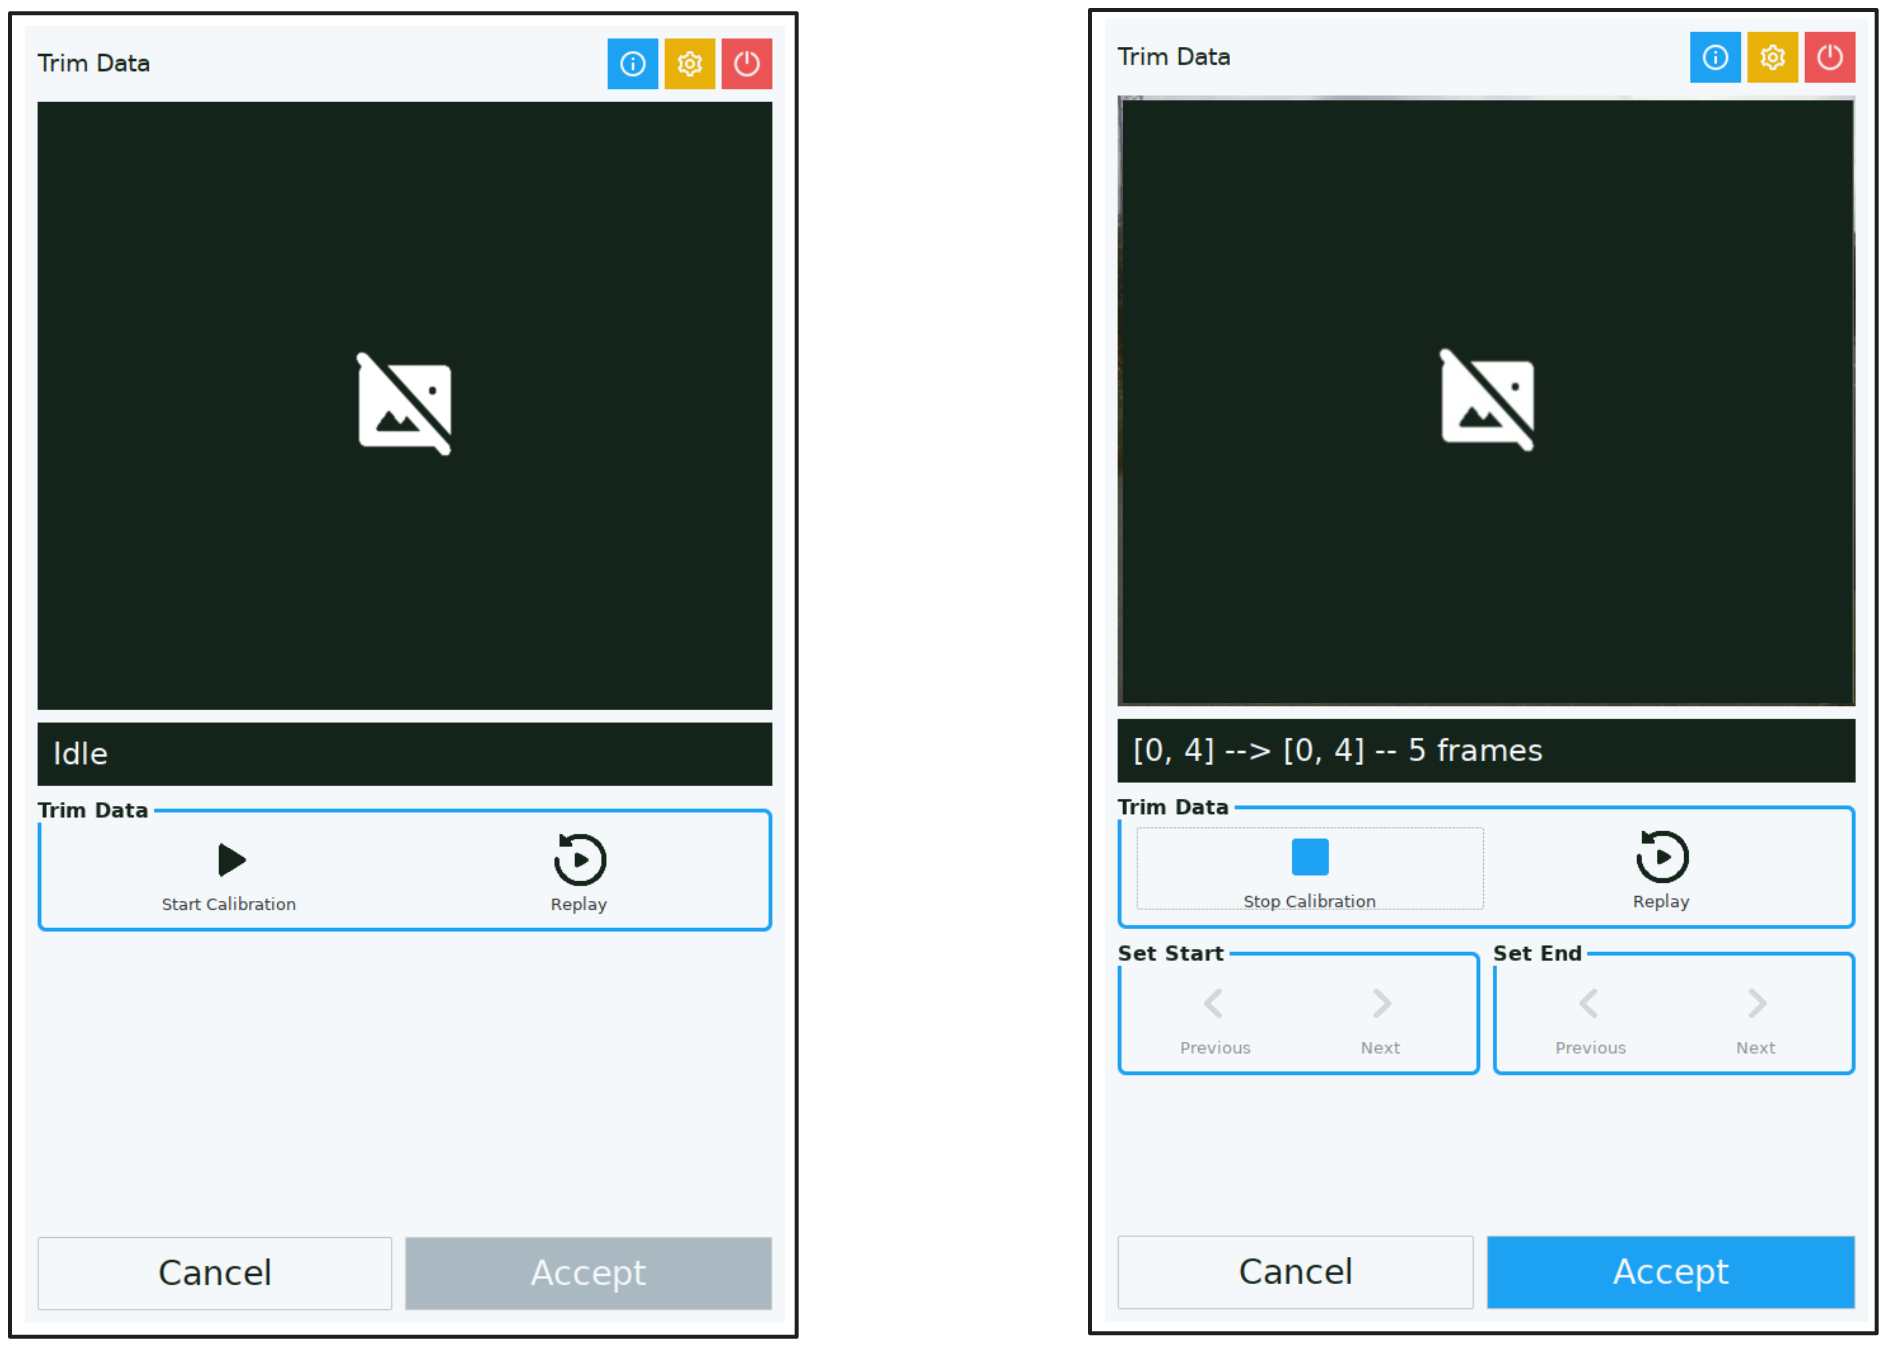 Trim Data
Idle
Trim Data
Start Calibration
Replay
Cancel
Accept
Trim Data
[0, 4] --> [0, 4] -- 5 frames
Trim Data
Stop Calibration
Replay
Set Start
Previous
Next
Set End
Previous
Next
Cancel
Accept